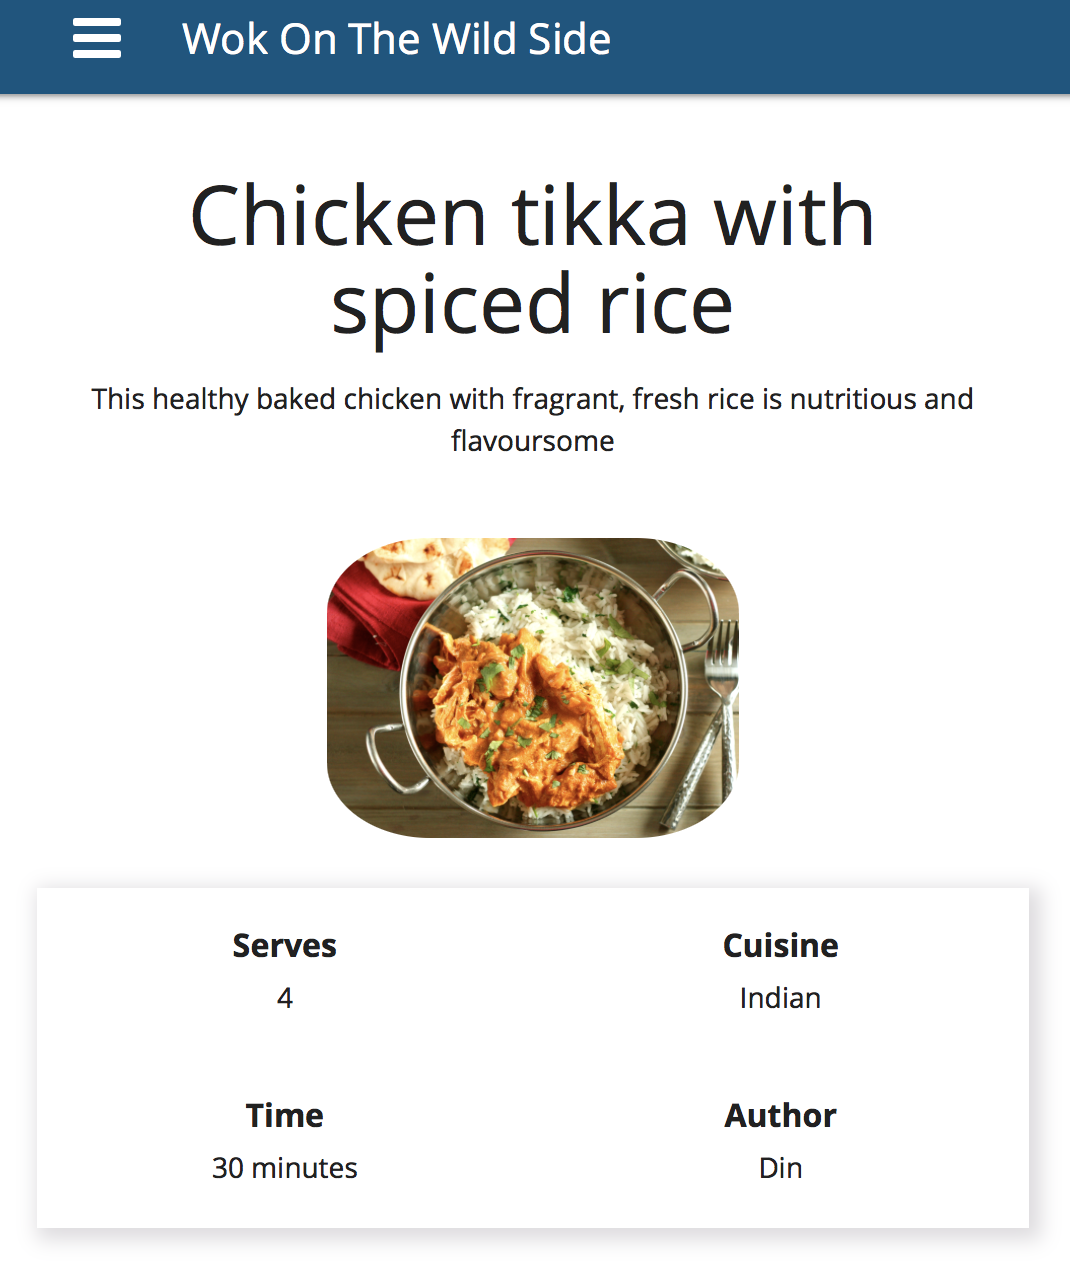 Wok On The Wild Side
Chicken tikka with
spiced rice
This healthy baked chicken with fragrant, fresh rice is nutritious and
flavoursome
Serves
4
Cuisine
Indian
Time
30 minutes
Author
Din